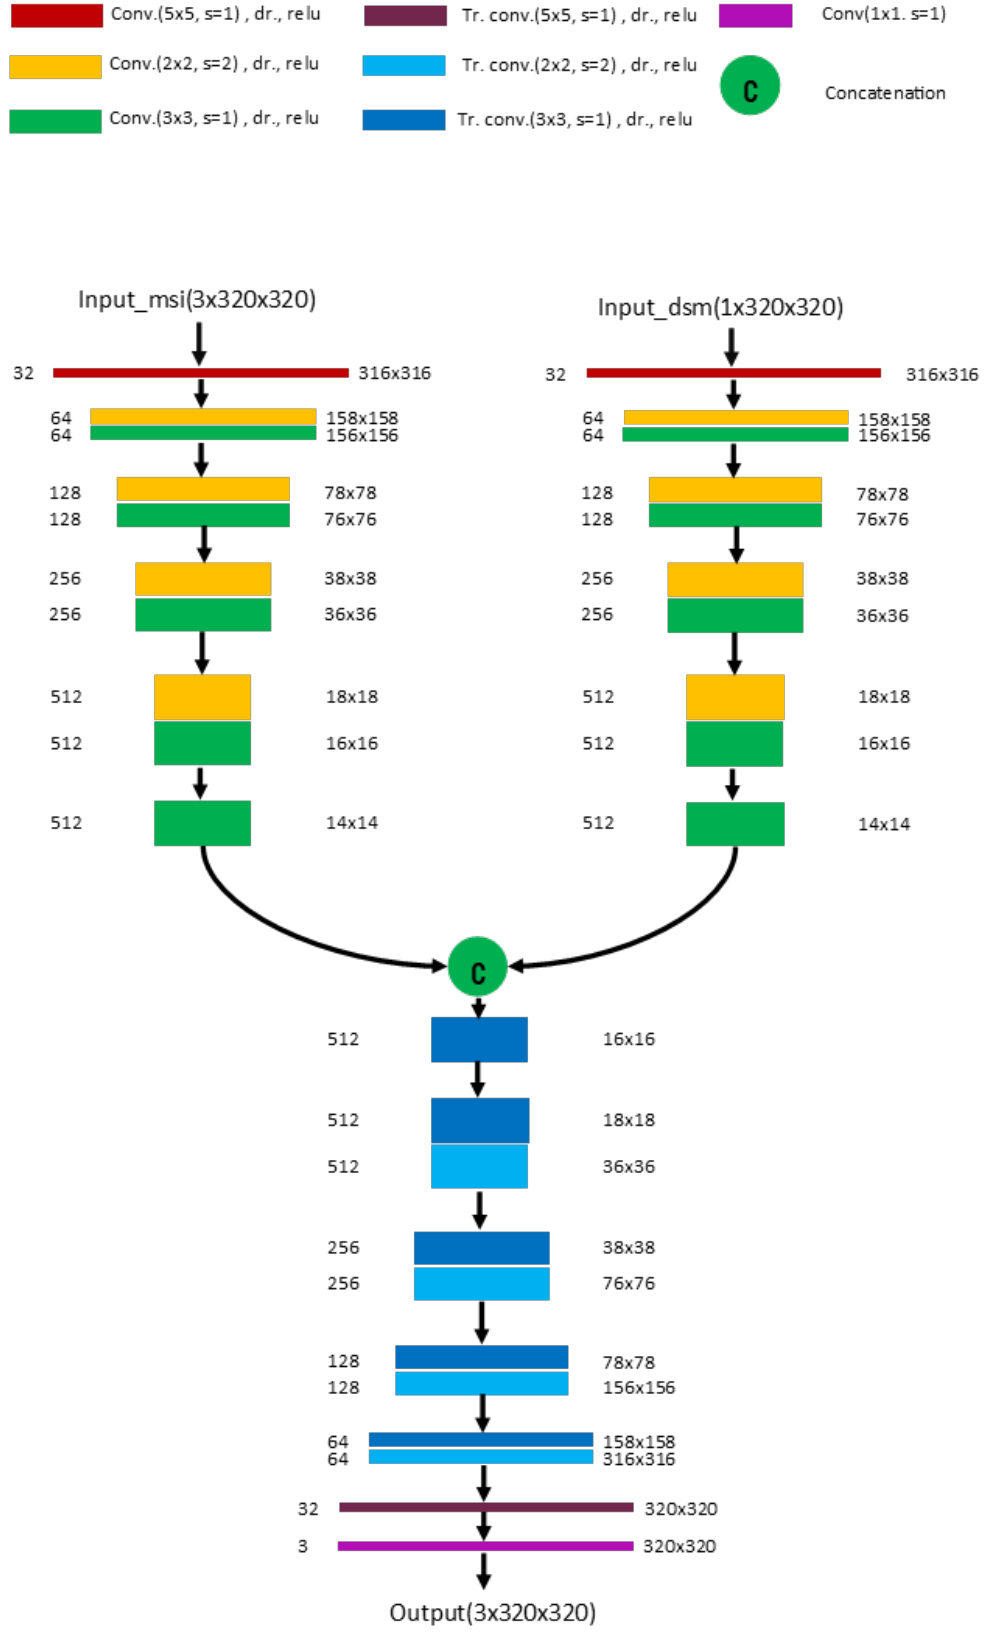 Conv.(5x5, s=1) , dr., relu
Tr. conv.(5x5, s=1) , dr., relu
Conv(1x1. s=1)
Conv.(2x2, s=2) , dr., relu
Tr. conv.(2x2, s=2) , dr., relu
C
Concatenation
Conv.(3x3, s=1) , dr., relu
Tr. conv.(3x3, s=1) , dr., relu
Input_msi(3x320x320)
Input_dsm(1x320x320)
32 316x316
32 316x316
64 158x158
64 158x158
64 156x156
64 156x156
128 78x78
128 78x78
128 76x76
128 76x76
256 38x38
256 38x38
256 36x36
256 36x36
512 18x18
512 18x18
512 16x16
512 16x16
512 14x14
512 14x14
C
512 16x16
512 18x18
512 36x36
256 38x38
256 76x76
128 78x78
128 156x156
64 158x158
64 316x316
32 320x320
3 320x320
Output(3x320x320)